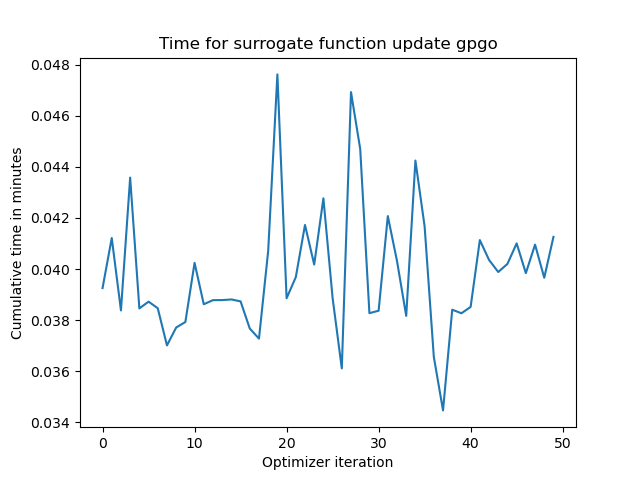 Time for surrogate function update gpgo
0.048
0.046
0.044
0.042
0.040
0.038
0.036
0.034
Cumulative time in minutes
0 10 20 30 40 50
Optimizer iteration